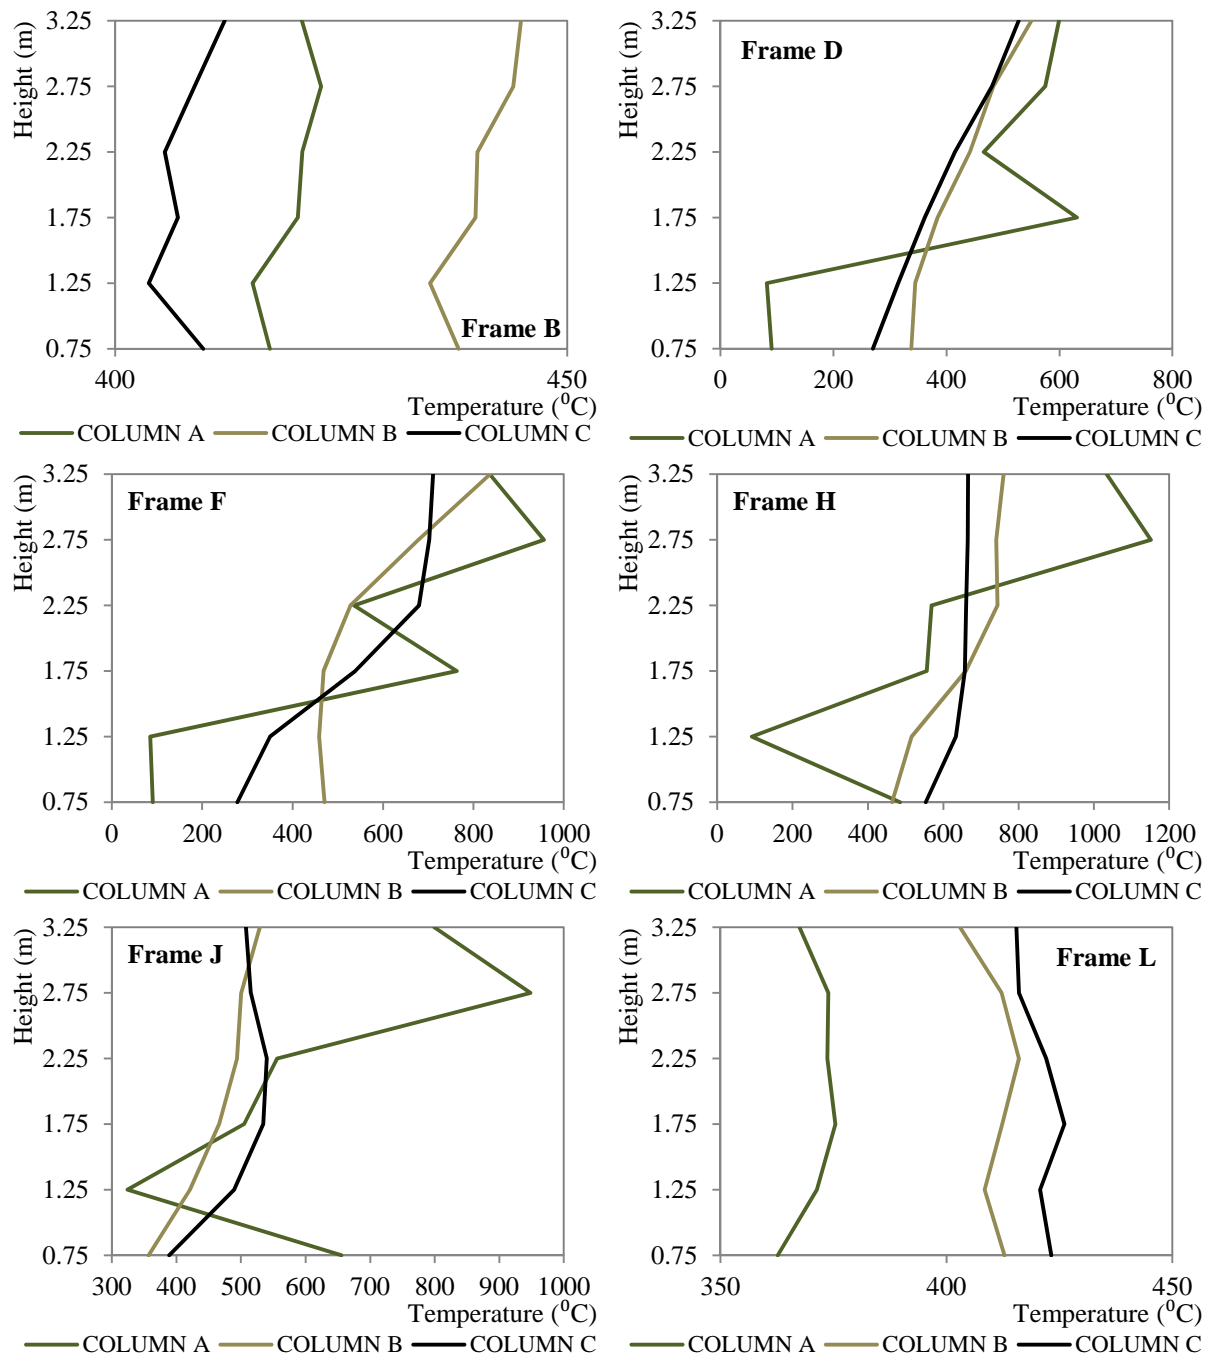 Height (m)
3.25
2.75
2.25
1.75
1.25
0.75
Frame B
400
450
Temperature (⁰C)
COLUMN A COLUMN B COLUMN C
Height (m)
3.25
2.75
2.25
1.75
1.25
0.75
Frame D
0 200 400 600 800
Temperature (⁰C)
COLUMN A COLUMN B COLUMN C
Height (m)
3.25
2.75
2.25
1.75
1.25
0.75
Frame F
0 200 400 600 800 1000
Temperature (⁰C)
COLUMN A COLUMN B COLUMN C
Height (m)
3.25
2.75
2.25
1.75
1.25
0.75
Frame H
0 200 400 600 800 1000 1200
Temperature (⁰C)
COLUMN A COLUMN B COLUMN C
Height (m)
3.25
2.75
2.25
1.75
1.25
0.75
Frame J
300 400 500 600 700 800 900 1000
Temperature (⁰C)
COLUMN A COLUMN B COLUMN C
Height (m)
3.25
2.75
2.25
1.75
1.25
0.75
Frame L
350 400 450
Temperature (⁰C)
COLUMN A COLUMN B COLUMN C